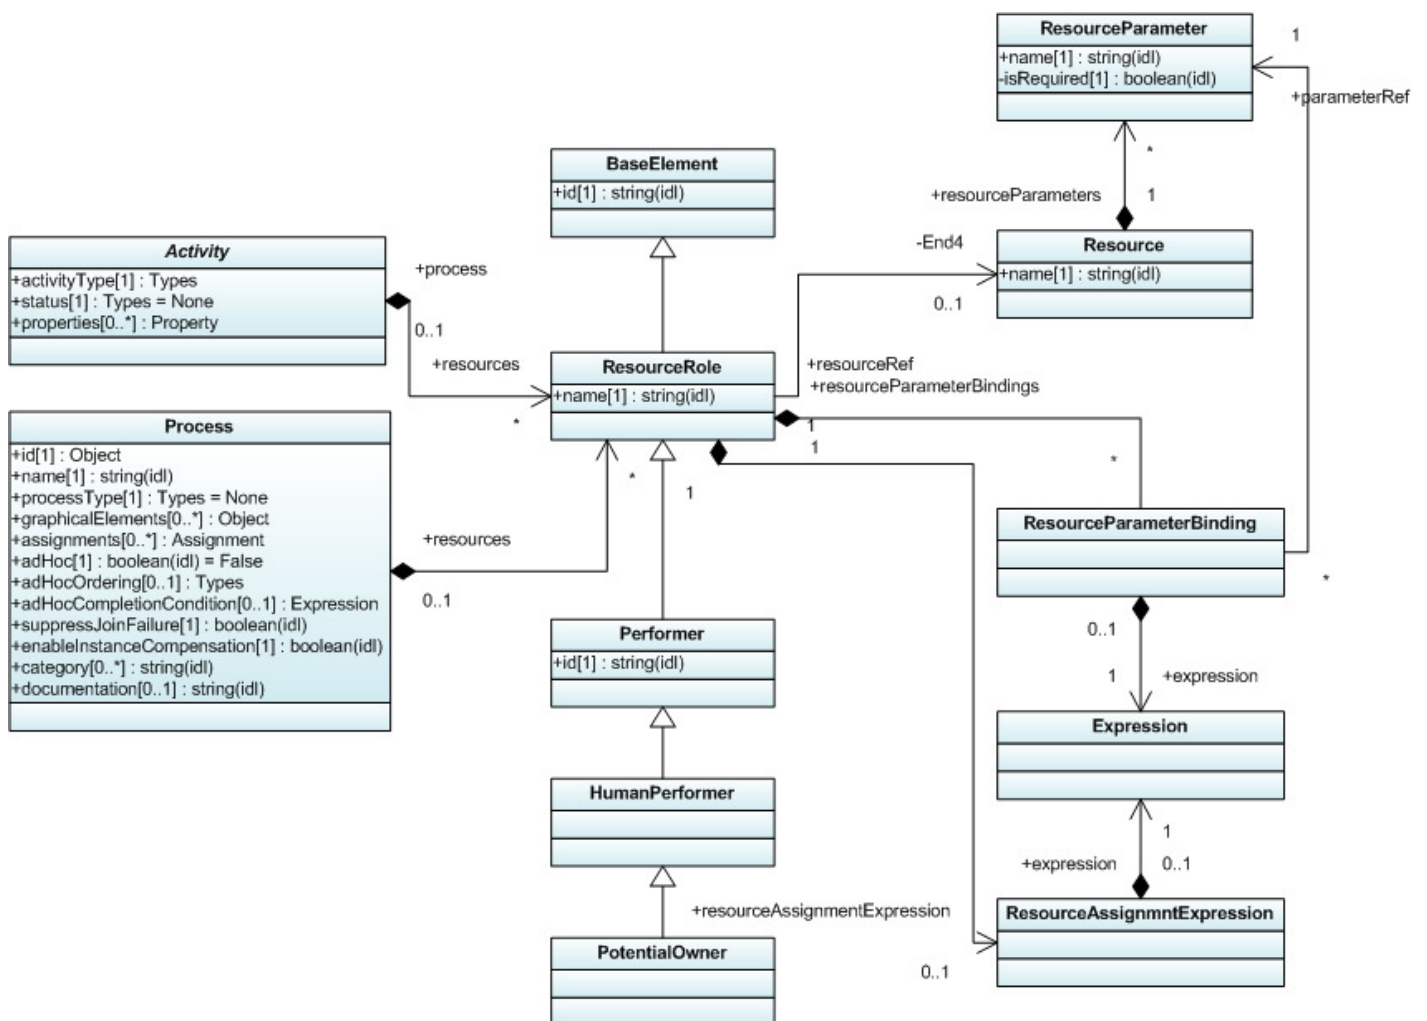 ResourceParameter
+name[1] : string(idl)
-isRequired[1] : boolean(idl)
1
+parameterRef
*
+resourceParameters
1
BaseElement
+id[1] : string(idl)
-End4
0..1
Resource
+name[1] : string(idl)
Activity
+activityType[1] : Types
+status[1] : Types = None
+properties[0..*] : Property
+process
0..1
+resources
*
ResourceRole
+name[1] : string(idl)
+resourceRef
+resourceParameterBindings
1
1
*
*
1
Process
+id[1] : Object
+name[1] : string(idl)
+processType[1] : Types = None
+graphicalElements[0..*] : Object
+assignments[0..*] : Assignment
+adHoc[1] : boolean(idl) = False
+adHocOrdering[0..1] : Types
+adHocCompletionCondition[0..1] : Expression
+suppressJoinFailure[1] : boolean(idl)
+enableInstanceCompensation[1] : boolean(idl)
+category[0..*] : string(idl)
+documentation[0..1] : string(idl)
+resources
0..1
ResourceParameterBinding
*
0..1
1
+expression
Performer
+id[1] : string(idl)
Expression
HumanPerformer
1
+expression
0..1
+resourceAssignmentExpression
ResourceAssignmntExpression
0..1
PotentialOwner